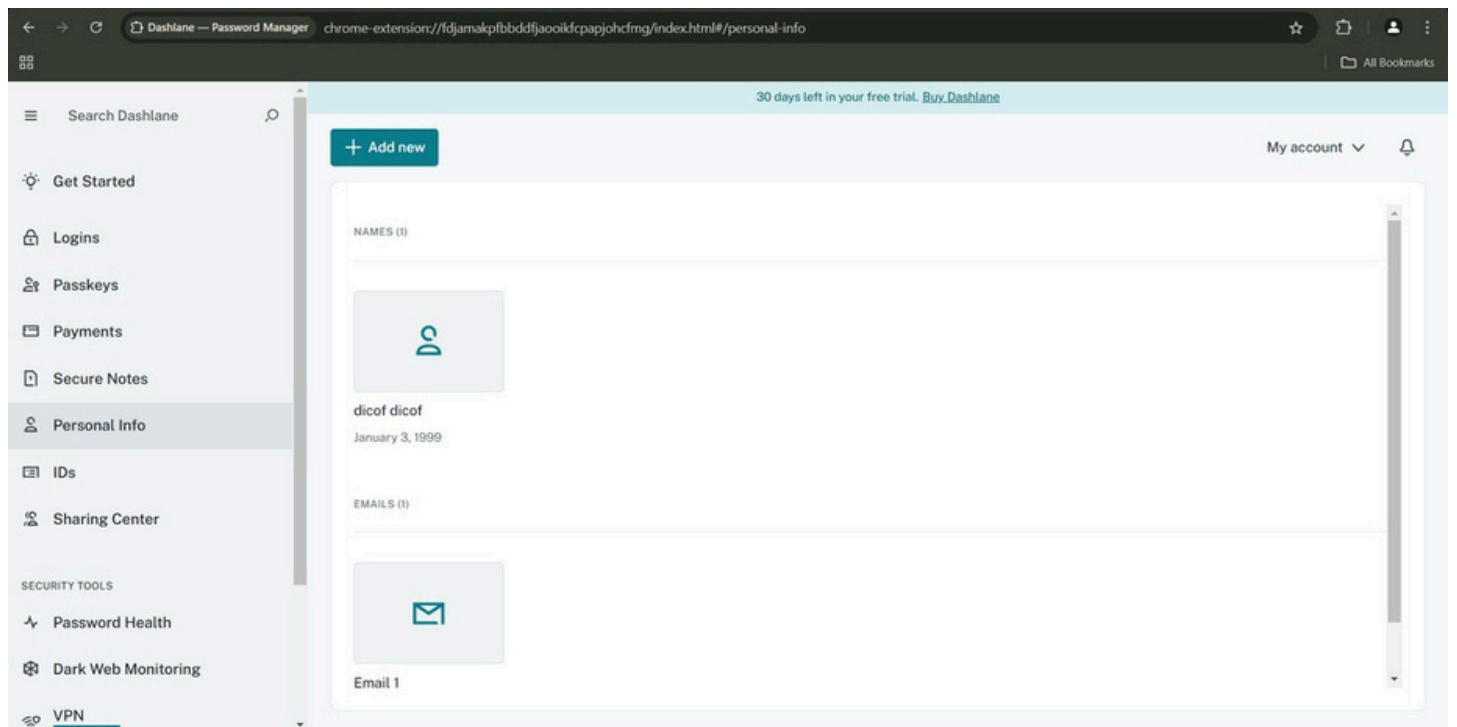 Dashlane — Password Manager
chrome-extension://fdjamakpfbbddfjaooikfcpapjohcfmg/index.html#/personal-info
All Bookmarks
30 days left in your free trial. Buy Dashlane
Search Dashlane
Add new
My account
Get Started
Logins
Passkeys
Payments
Secure Notes
Personal Info
IDs
Sharing Center
SECURITY TOOLS
Password Health
Dark Web Monitoring
VPN
NAMES (1)
dicof dicof
January 3, 1999
EMAILS (1)
Email 1